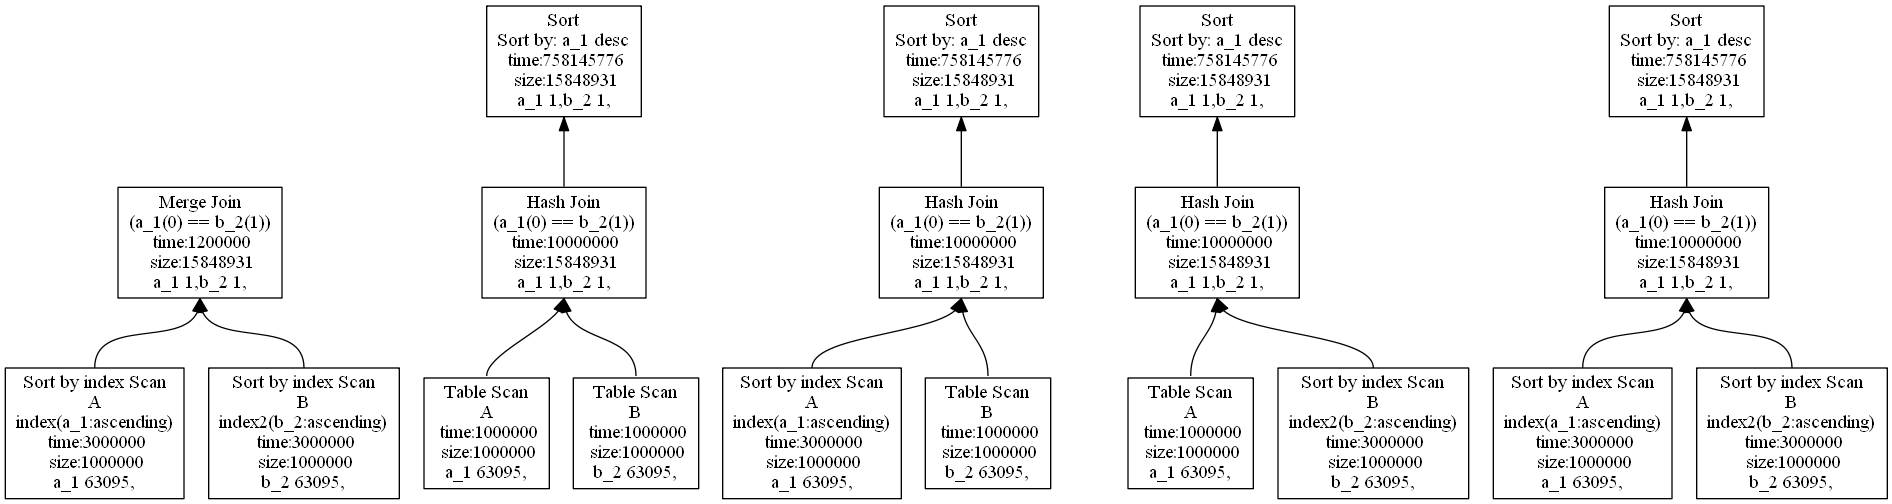 Sort
Sort by: a_1 desc
time:758145776
size:15848931
a_1 1,b_2 1,
Sort
Sort by: a_1 desc
time:758145776
size:15848931
a_1 1,b_2 1,
Sort
Sort by: a_1 desc
time:758145776
size:15848931
a_1 1,b_2 1,
Sort
Sort by: a_1 desc
time:758145776
size:15848931
a_1 1,b_2 1,
Merge Join
(a_1(0) == b_2(1))
time:1200000
size:15848931
a_1 1,b_2 1,
Hash Join
(a_1(0) == b_2(1))
time:10000000
size:15848931
a_1 1,b_2 1,
Hash Join
(a_1(0) == b_2(1))
time:10000000
size:15848931
a_1 1,b_2 1,
Hash Join
(a_1(0) == b_2(1))
time:10000000
size:15848931
a_1 1,b_2 1,
Hash Join
(a_1(0) == b_2(1))
time:10000000
size:15848931
a_1 1,b_2 1,
Sort by index Scan
A
index(a_1:ascending)
time:3000000
size:1000000
a_1 63095,
Sort by index Scan
B
index2(b_2:ascending)
time:3000000
size:1000000
b_2 63095,
Table Scan
A
time:1000000
size:1000000
a_1 63095,
Table Scan
B
time:1000000
size:1000000
b_2 63095,
Sort by index Scan
A
index(a_1:ascending)
time:3000000
size:1000000
a_1 63095,
Table Scan
B
time:1000000
size:1000000
b_2 63095,
Table Scan
A
time:1000000
size:1000000
a_1 63095,
Sort by index Scan
B
index2(b_2:ascending)
time:3000000
size:1000000
b_2 63095,
Sort by index Scan
A
index(a_1:ascending)
time:3000000
size:1000000
a_1 63095,
Sort by index Scan
B
index2(b_2:ascending)
time:3000000
size:1000000
b_2 63095,